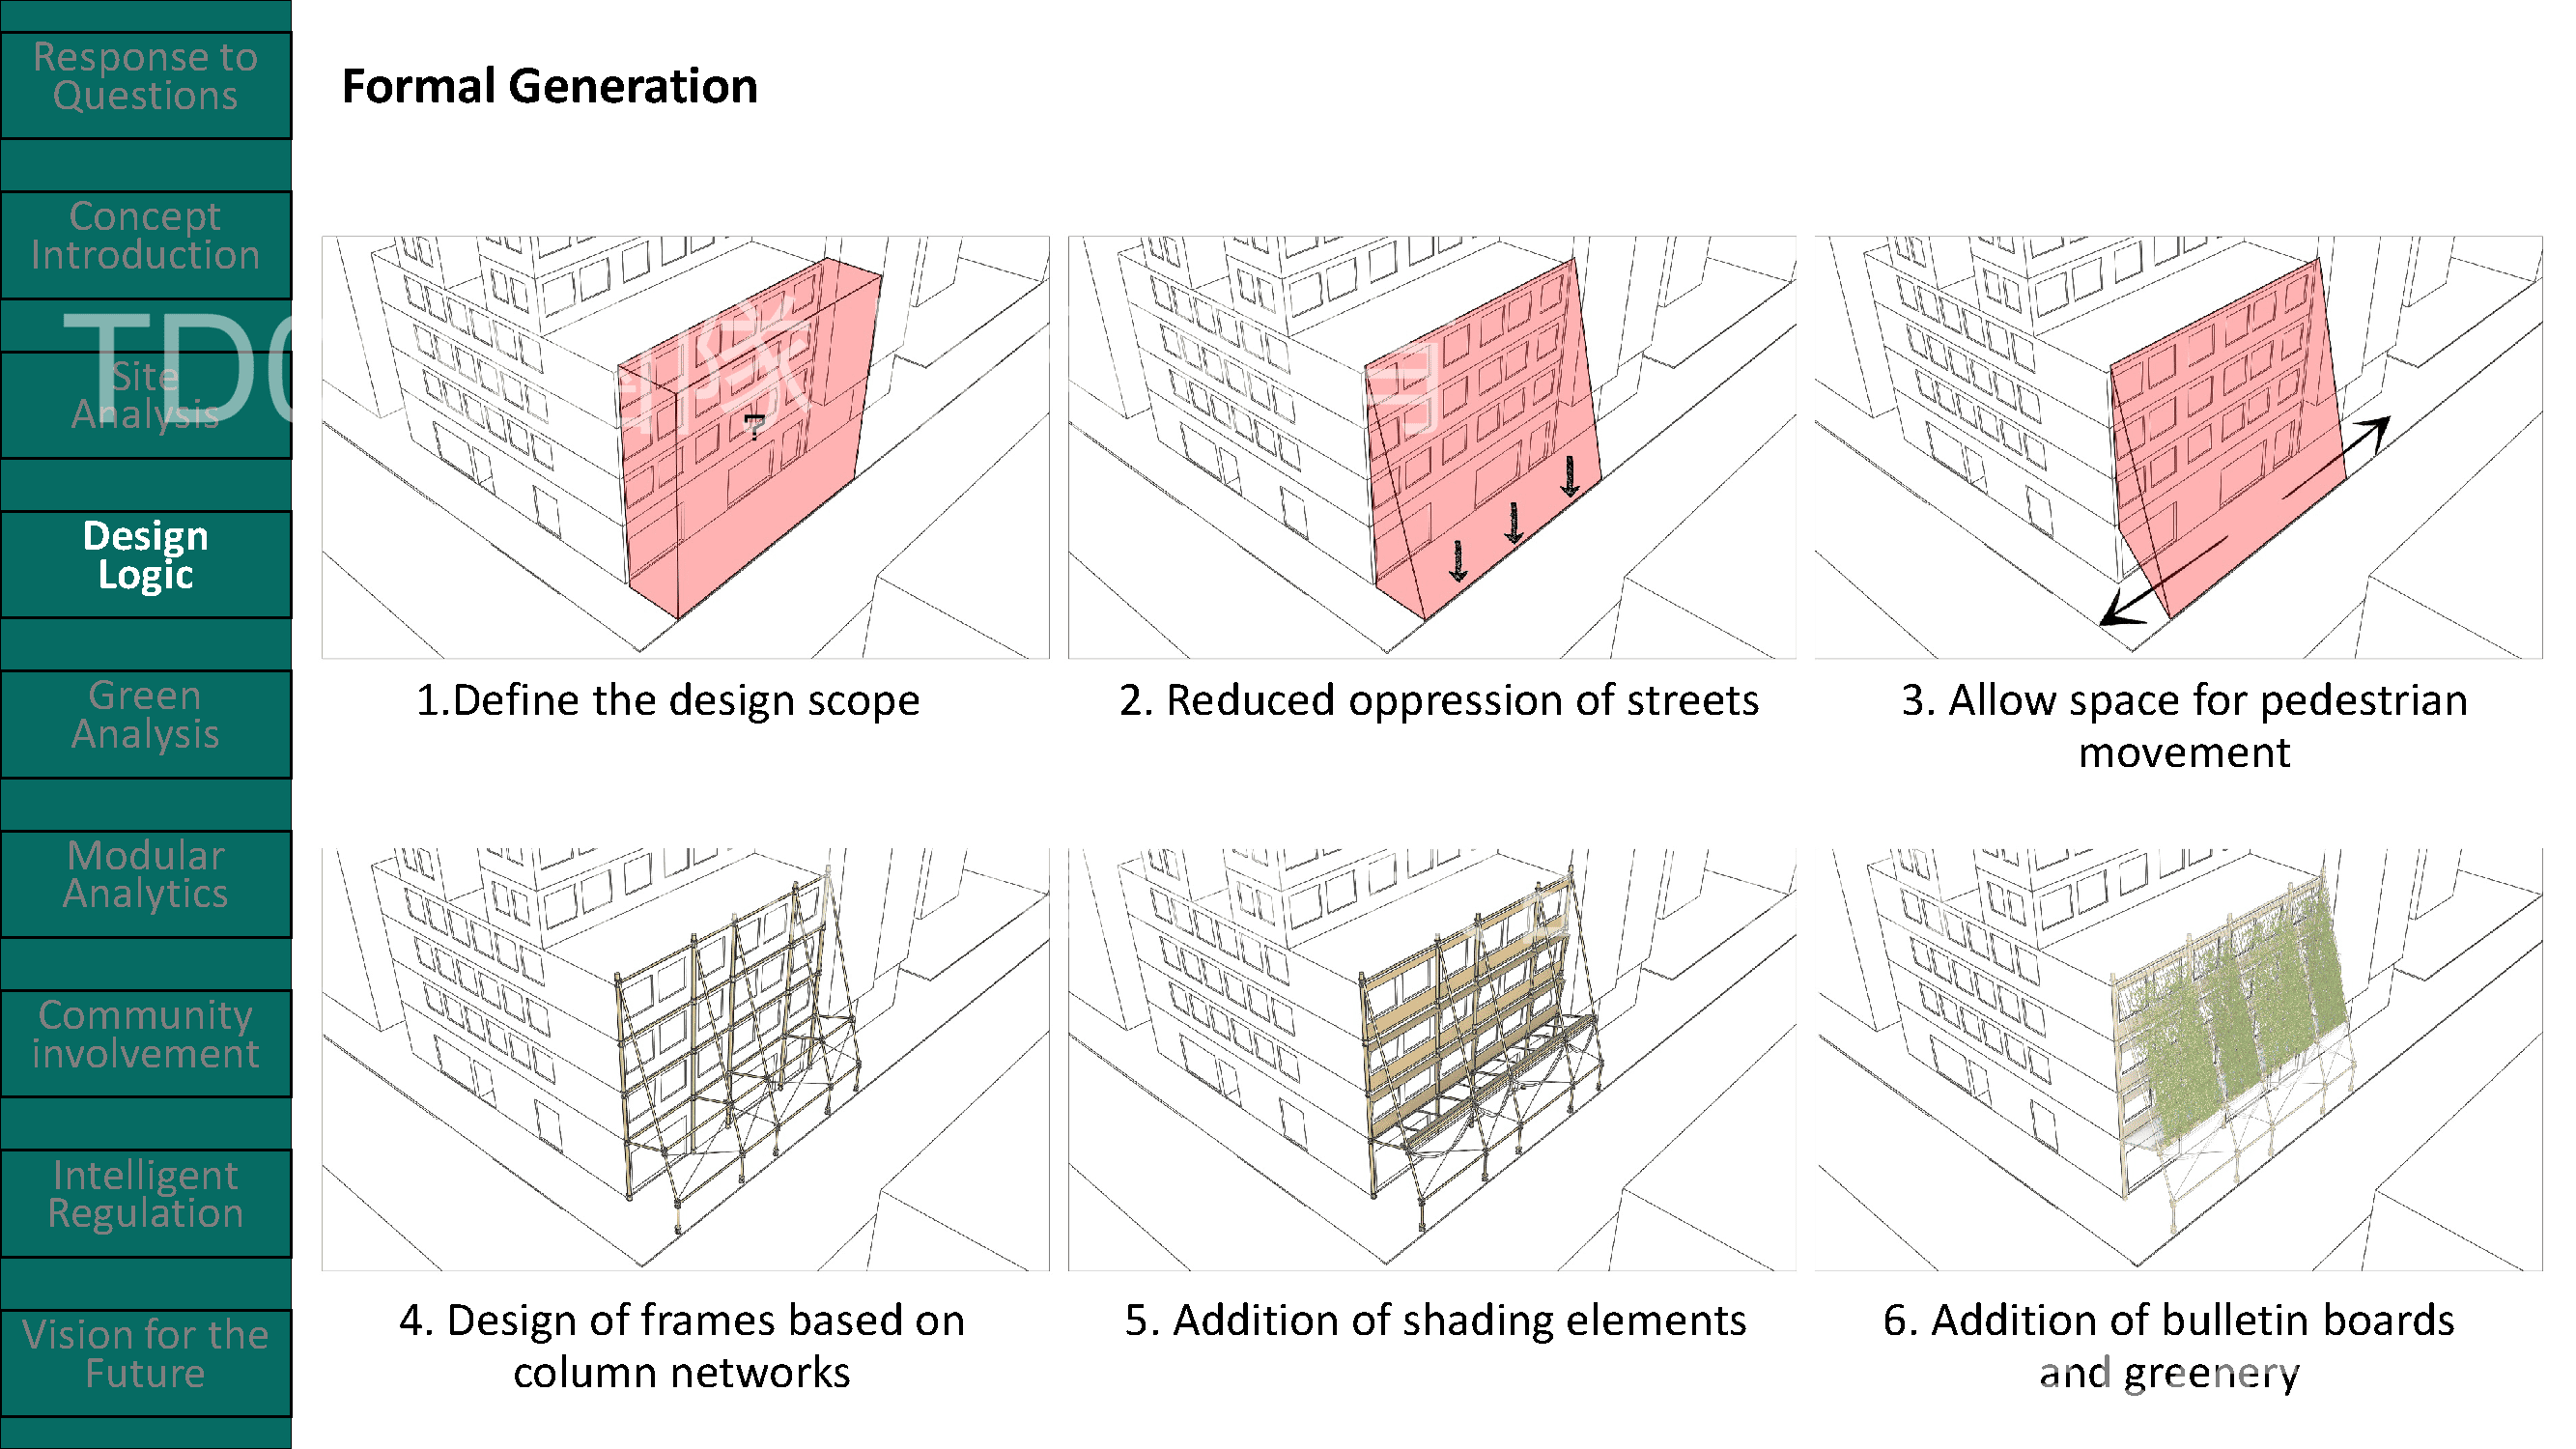 Response to
Questions
Concept
Introduction
Site
Analysis
Design
Logic
Green
Analysis
Modular
Analytics
Community
involvement
Intelligent
Regulation
Vision for the
Future
Formal Generation
?
1.Define the design scope
2. Reduced oppression of streets
3. Allow space for pedestrian
movement
4. Design of frames based on
column networks
5. Addition of shading elements
6. Addition of bulletin boards
and greenery